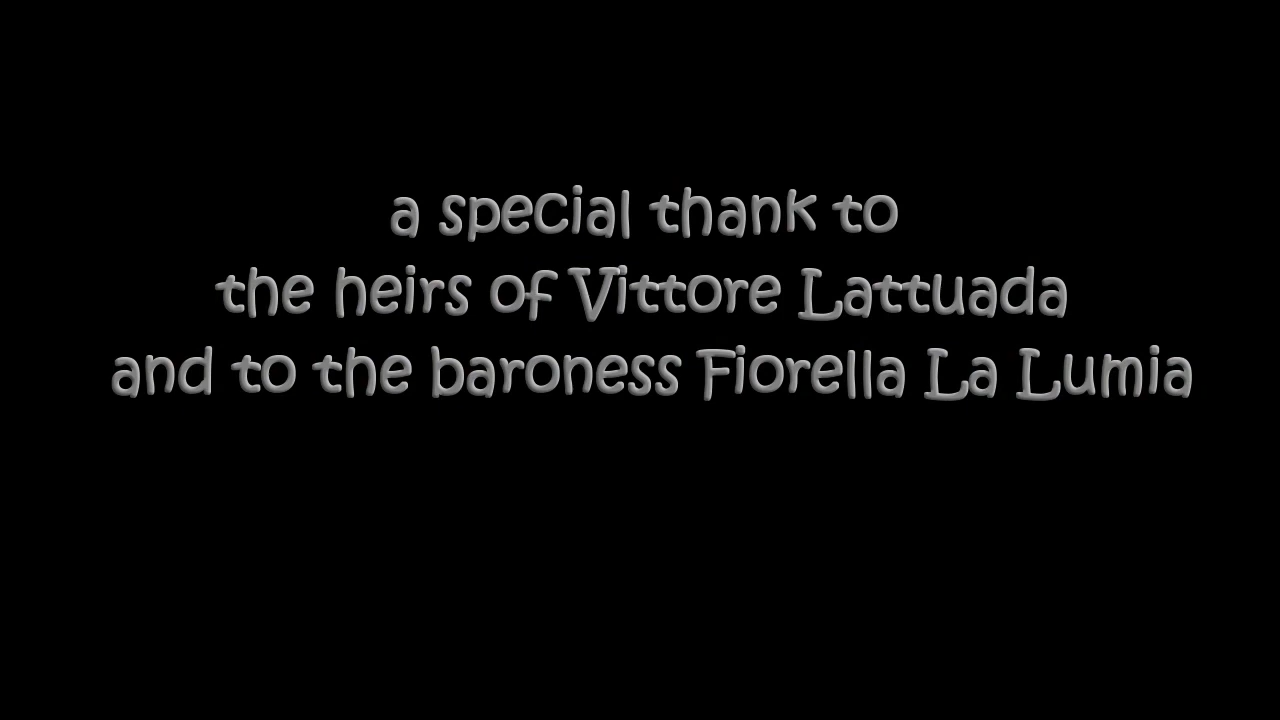 a special thank to
the heirs of Vittore Lattuada
and to the baroness Fiorella La Lumia